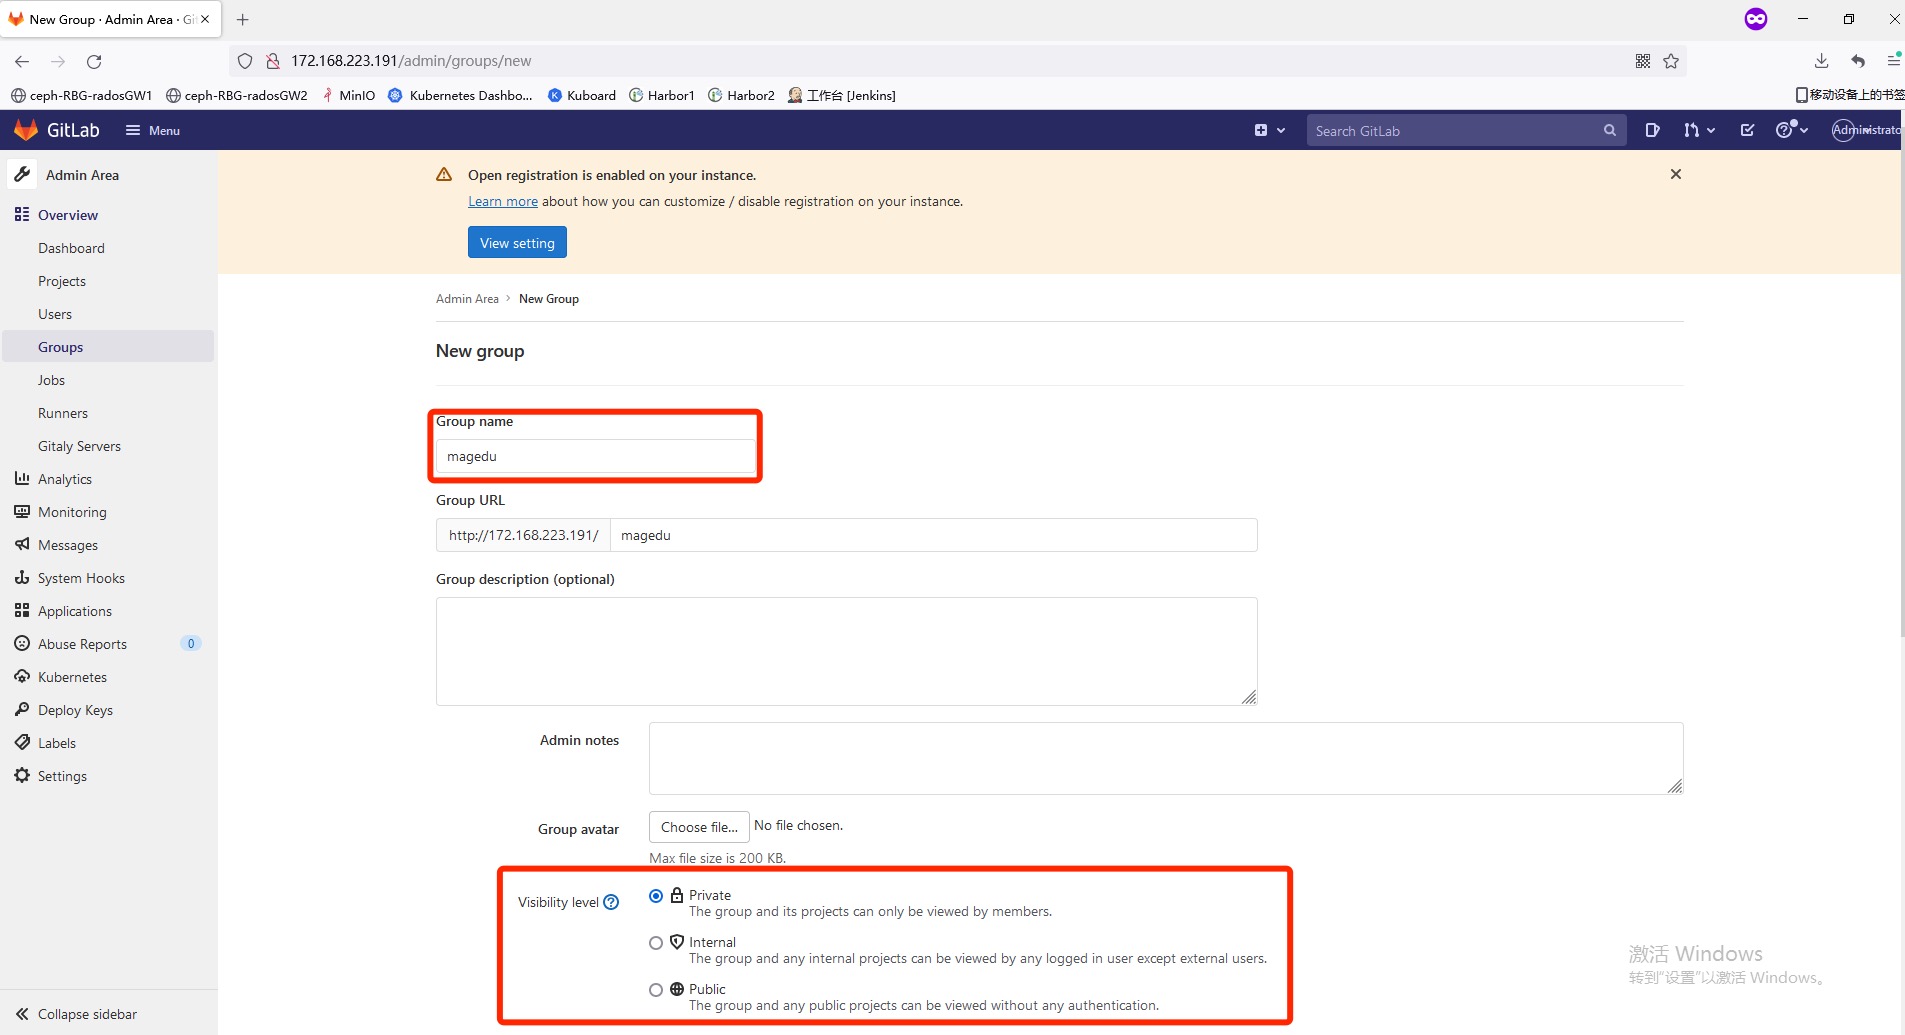 New Group · Admin Area · Gi
172.168.223.191/admin/groups/new
ceph-RBG-radosGW1
ceph-RBG-radosGW2
MinIO
Kubernetes Dashbo...
Kuboard
Harbor1
Harbor2
工作台 [Jenkins]
移动设备上的书签
GitLab
Menu
Search GitLab
Administrato
Admin Area
Overview
Dashboard
Projects
Users
Groups
Jobs
Runners
Gitaly Servers
Analytics
Monitoring
Messages
System Hooks
Applications
Abuse Reports 0
Kubernetes
Deploy Keys
Labels
Settings
Collapse sidebar
Open registration is enabled on your instance.
Learn more about how you can customize / disable registration on your instance.
View setting
Admin Area › New Group
New group
Group name
magedu
Group URL
http://172.168.223.191/ magedu
Group description (optional)
Admin notes
Group avatar
Choose file... No file chosen.
Max file size is 200 KB.
Visibility level
Private
The group and its projects can only be viewed by members.
Internal
The group and any internal projects can be viewed by any logged in user except external users.
Public
The group and any public projects can be viewed without any authentication.
激活 Windows
转到“设置”以激活 Windows。